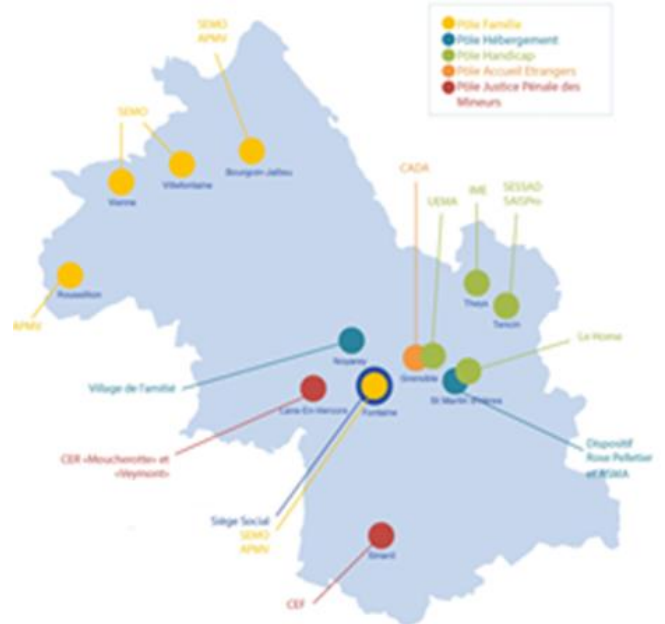 Pôle Famille
Pôle Hébergement
Pôle Handicap
Pôle Accueil Etrangers
Pôle Justice Pénale des
Mineurs
SEMO
APMV
SEMO
Bourgoin-Jallieu
Villefontaine
Vienne
CADA
UEMA
IME
SESSAD
SAISPro
Theys
Tencin
Roussillon
APMV
Noyarey
Grenoble
Le Home
Village de l'amitié
St Martin d'Hères
Lans-En-Vercors
Fontaine
CER «Moucherotte» et
«Veymont»
Dispositif
Rose Pelletier
et
Siège Social
SEMO
APMV
Sinard
CEF